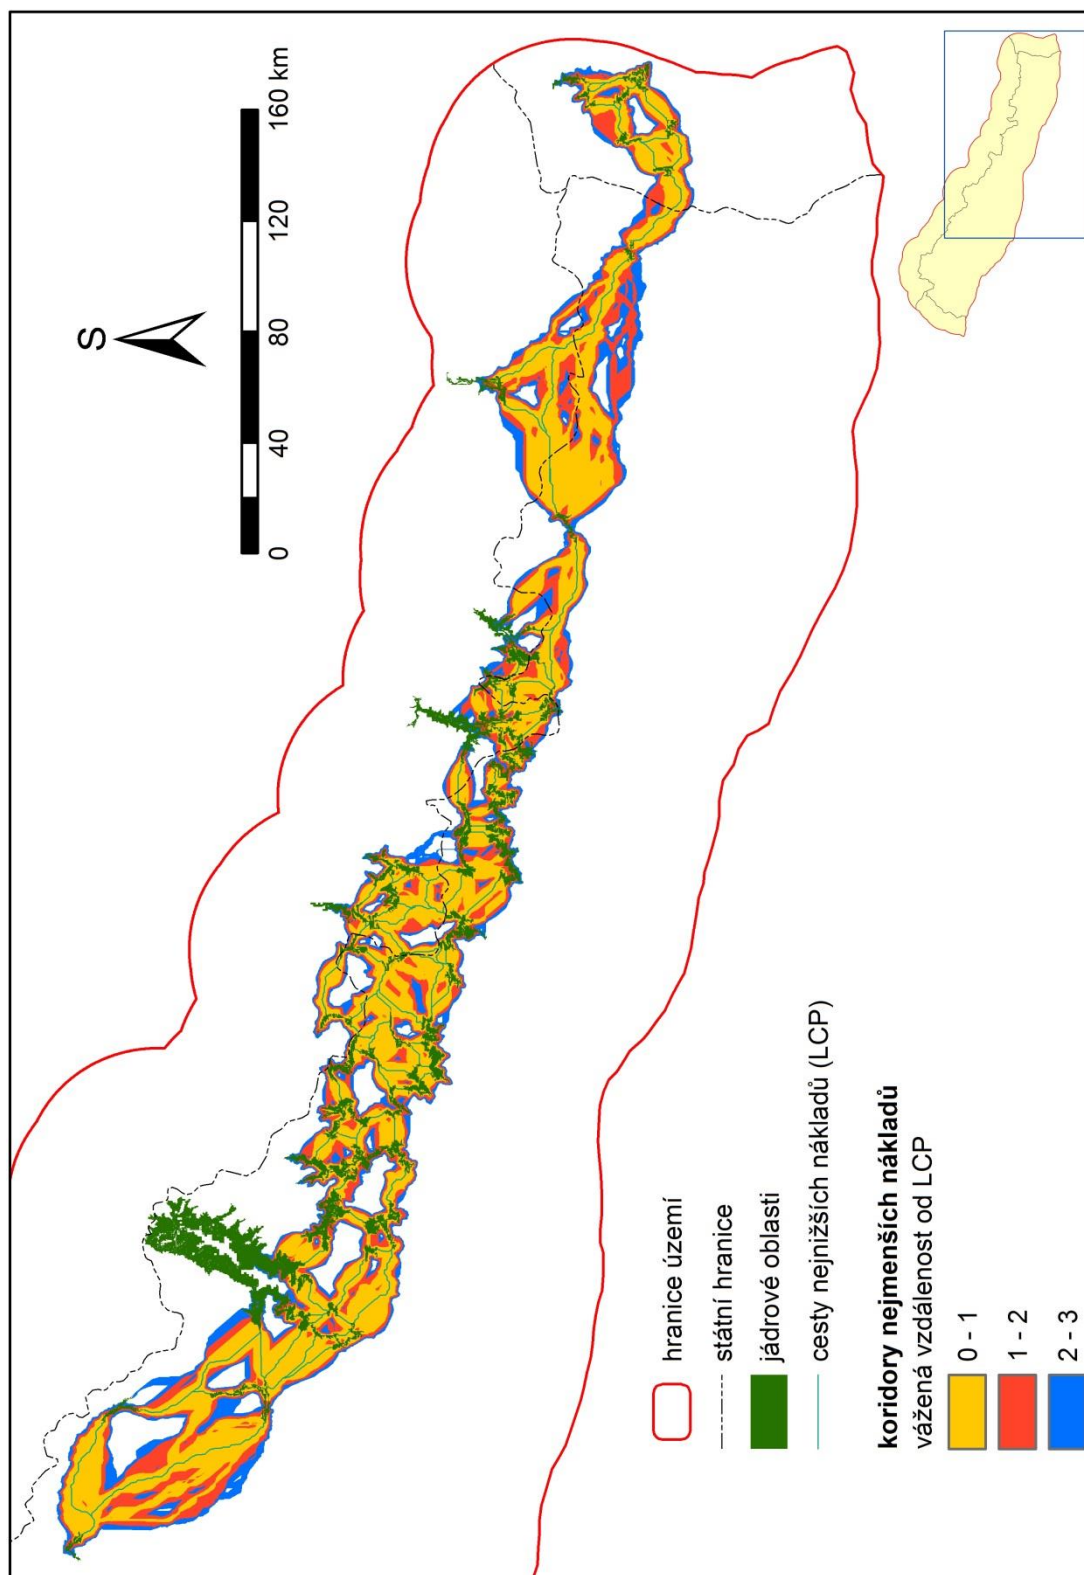 S
0 40 80 120 160 km
hranice území
státní hranice
jádrové oblasti
cesty nejnižších nákladů (LCP)
koridory nejmenších nákladů
vážená vzdálenost od LCP
0 - 1
1 - 2
2 - 3